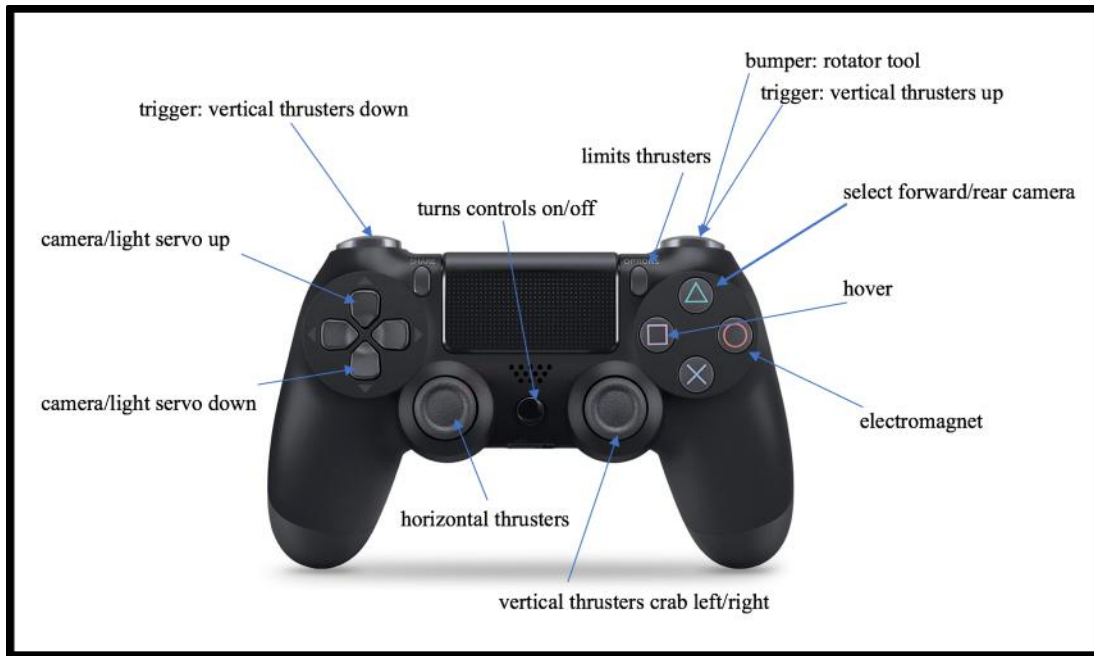 bumper: rotator tool
trigger: vertical thrusters up
trigger: vertical thrusters down
limits thrusters
select forward/rear camera
turns controls on/off
camera/light servo up
SHARE
OPTIONS
hover
camera/light servo down
electromagnet
horizontal thrusters
vertical thrusters crab left/right